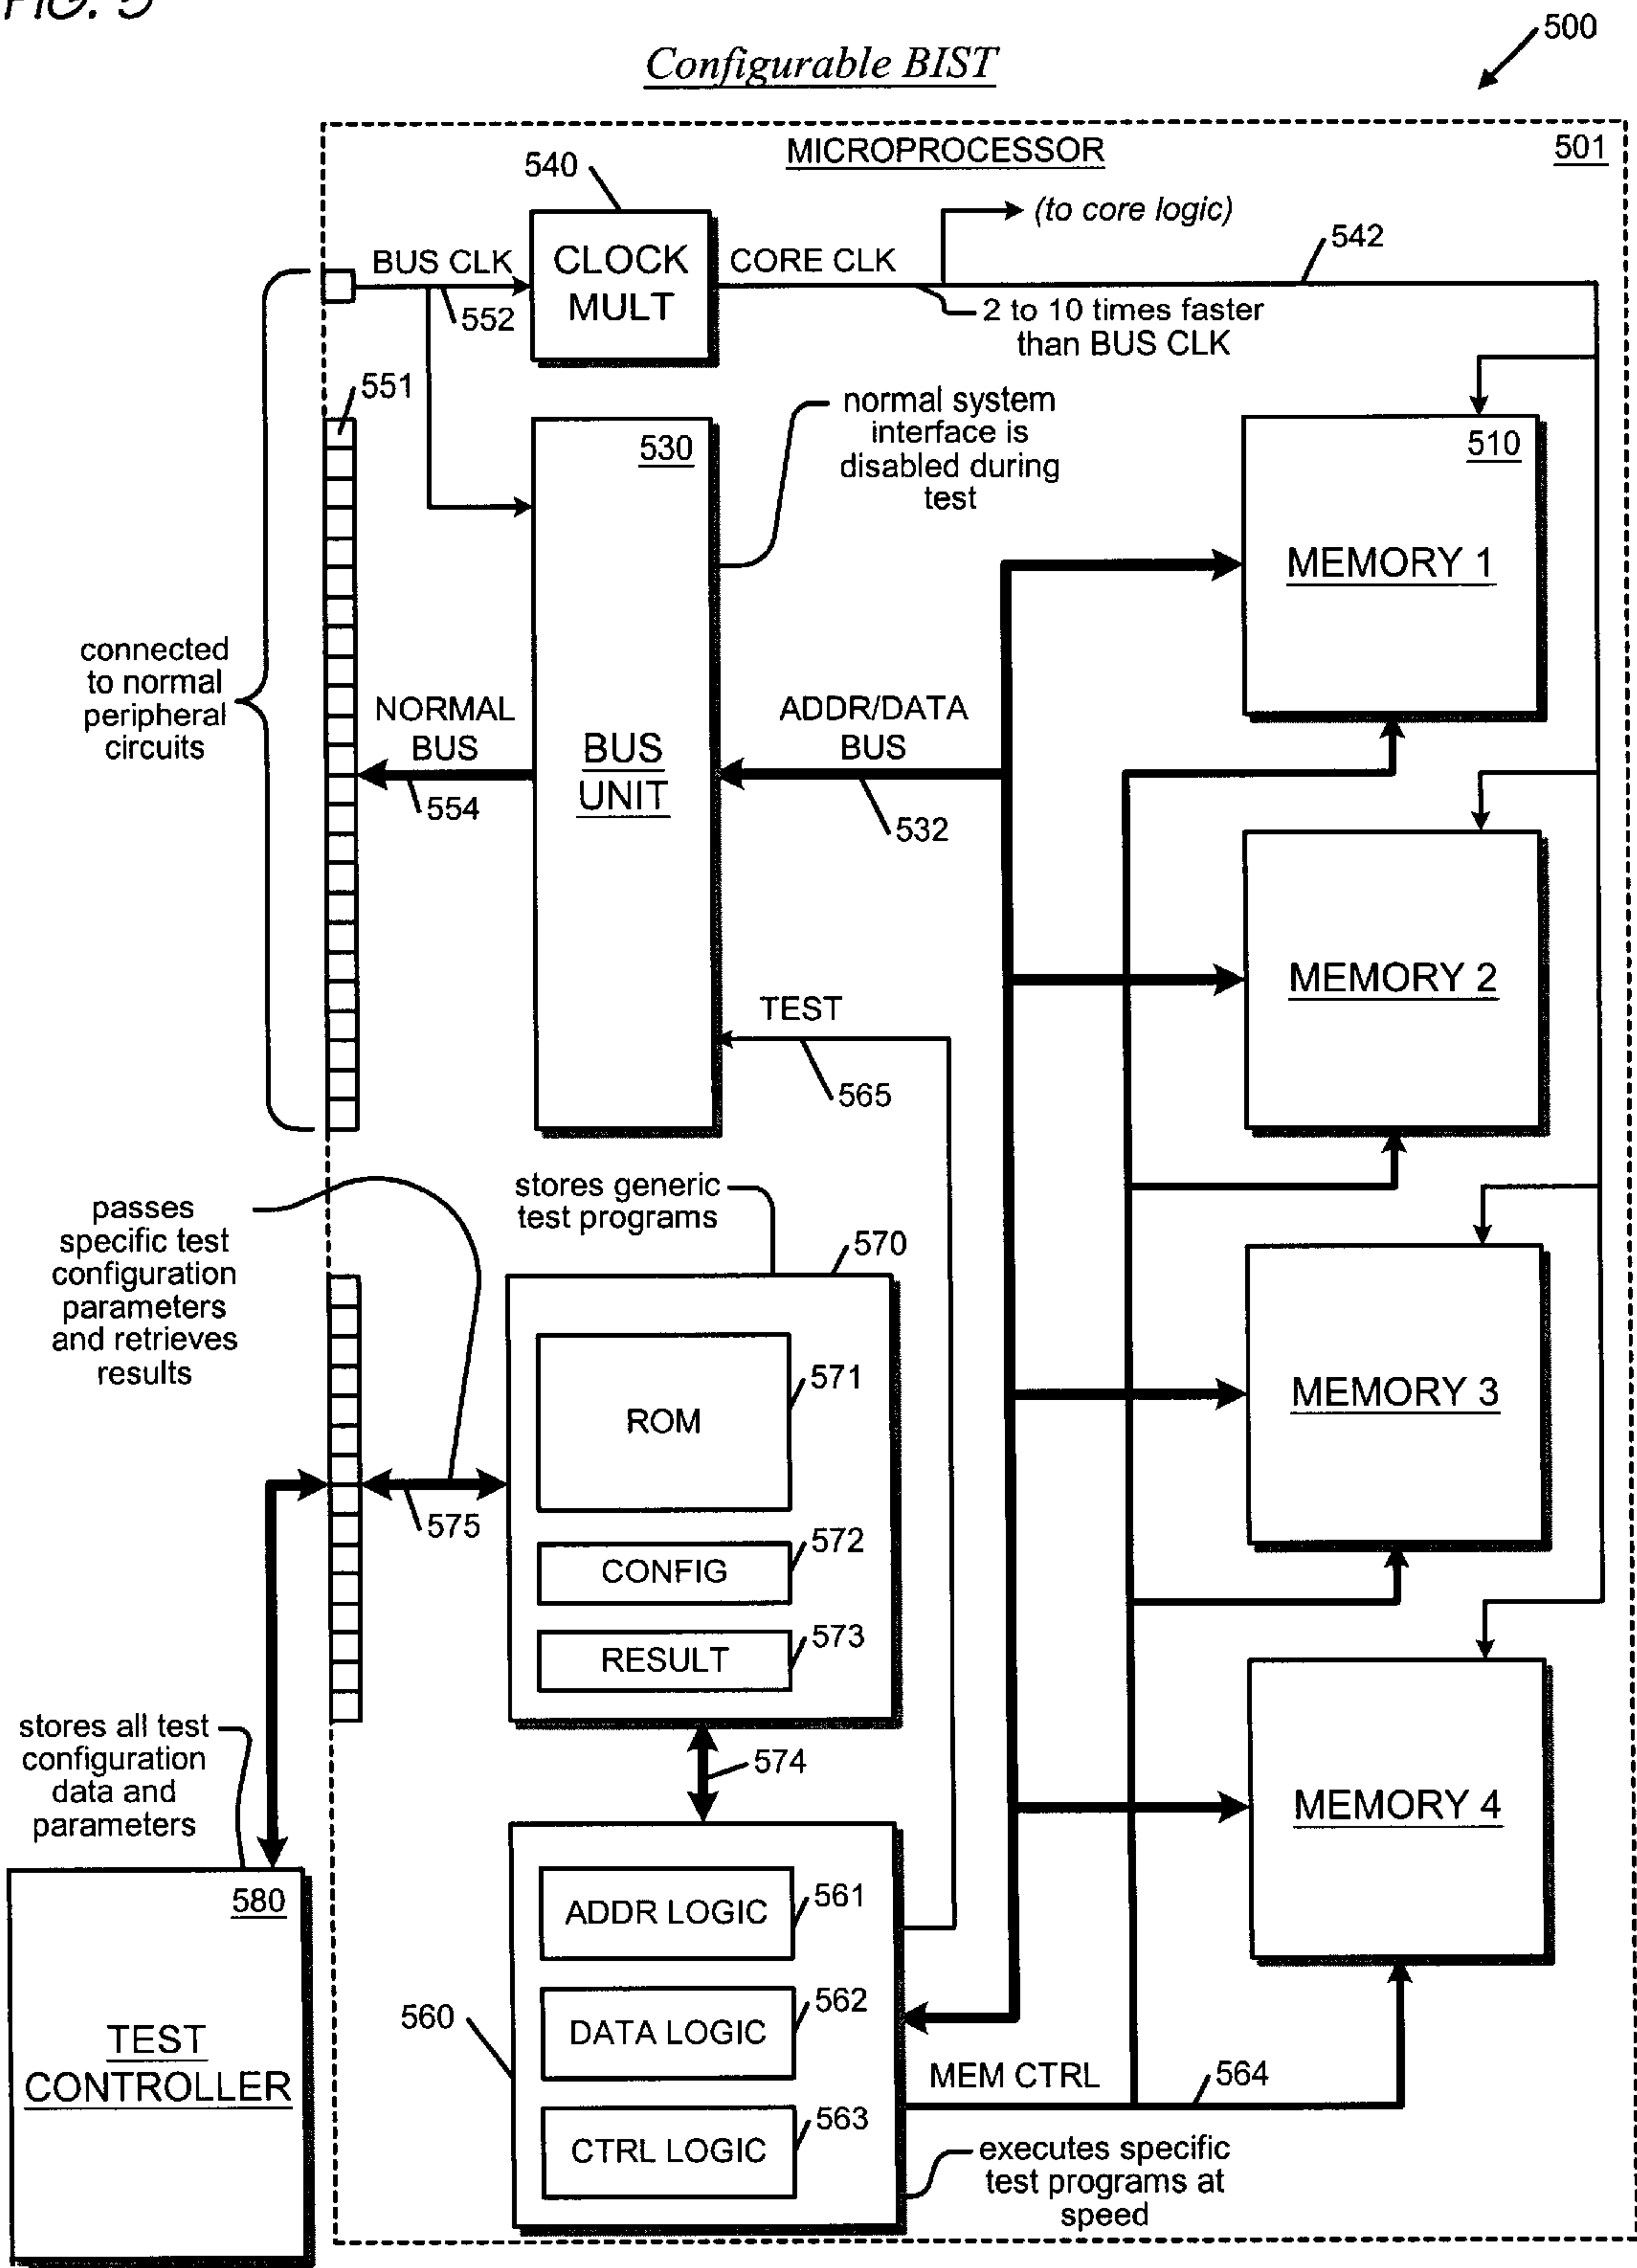 FIG. 5
Configurable BIST
500
MICROPROCESSOR
501
540
(to core logic)
BUS CLK
CLOCK
MULT
CORE CLK
542
552
2 to 10 times faster
than BUS CLK
551
530
normal system
interface is
disabled during
test
510
MEMORY 1
connected
to normal
peripheral
circuits
NORMAL
BUS
554
BUS
UNIT
ADDR/DATA
BUS
532
MEMORY 2
TEST
565
passes
specific test
configuration
parameters
and retrieves
results
stores generic
test programs
570
ROM
571
MEMORY 3
575
CONFIG
572
RESULT
573
574
stores all test
configuration
data and
parameters
MEMORY 4
580
TEST
CONTROLLER
560
ADDR LOGIC
561
DATA LOGIC
562
CTRL LOGIC
563
MEM CTRL
564
executes specific
test programs at
speed